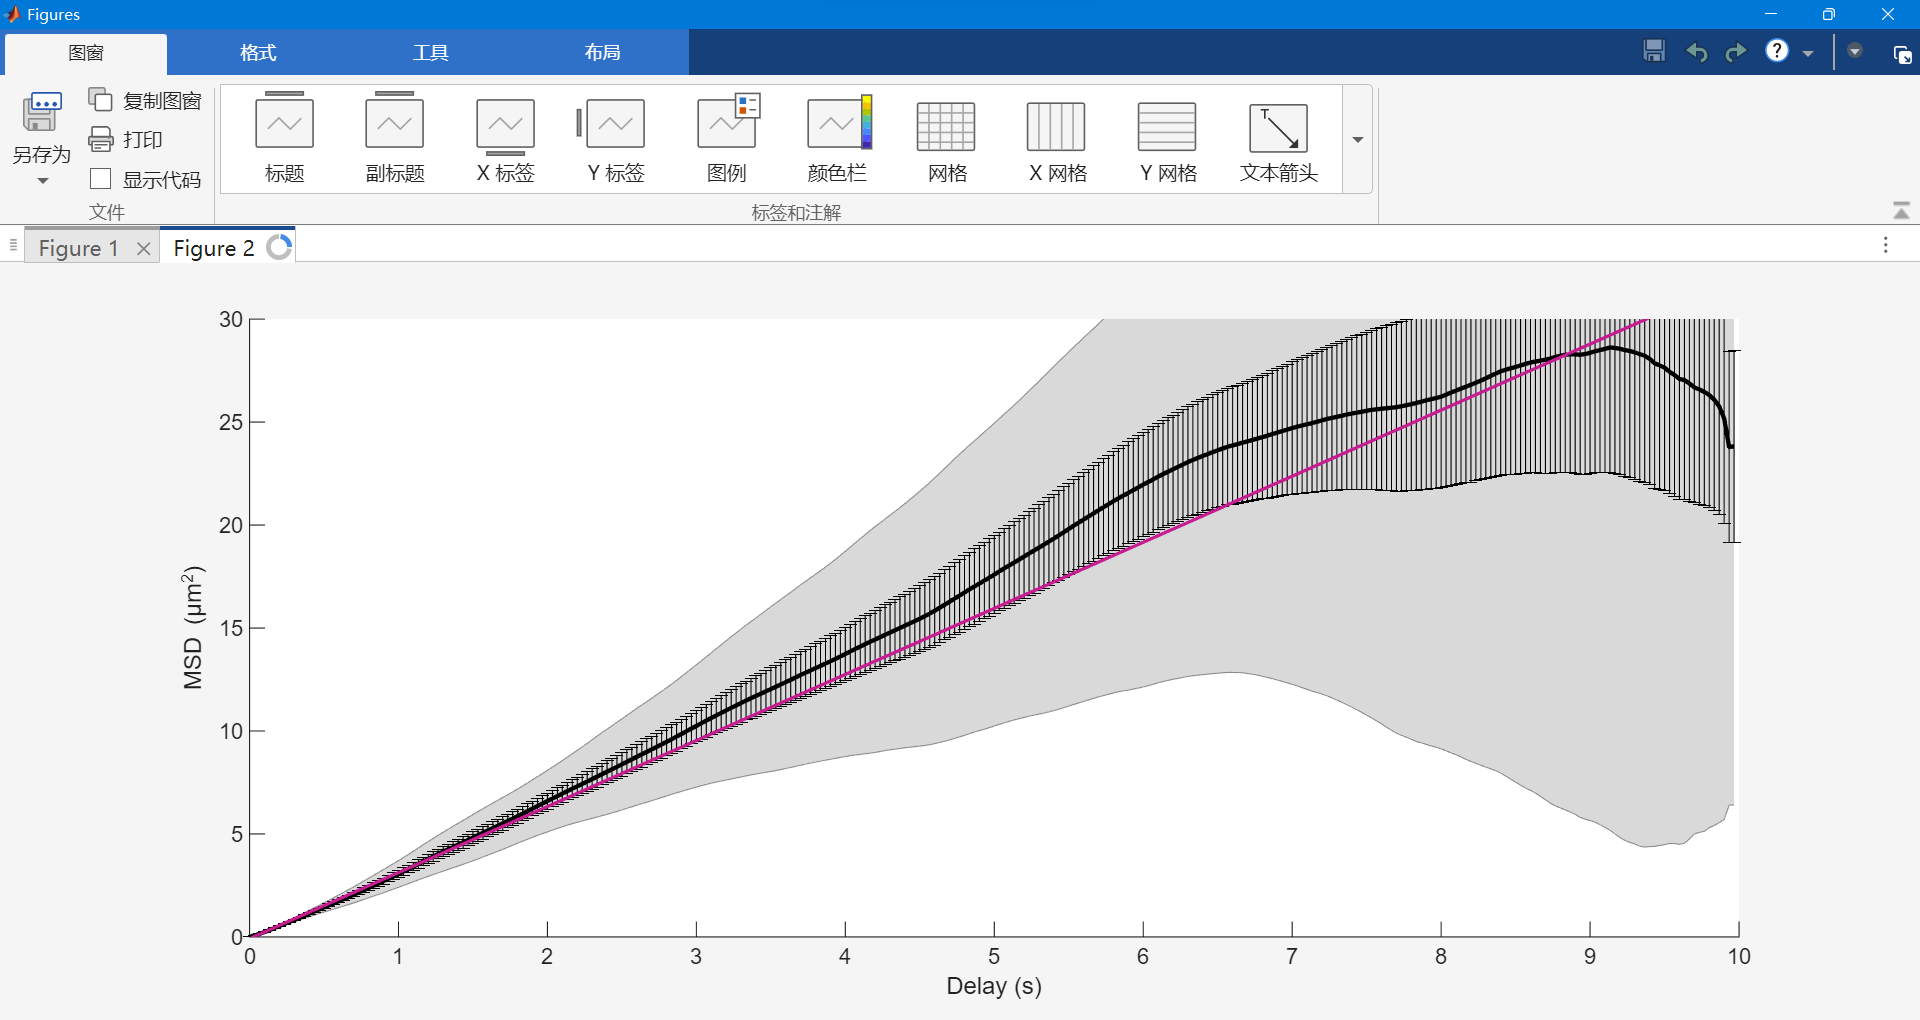 Figures
图窗 格式 工具 布局
另存为
复制图窗
打印
显示代码
文件
标题 副标题 X 标签 Y 标签 图例 颜色栏 网格 X 网格 Y 网格 文本箭头
标签和注解
Figure 1 Figure 2
30
25
20
15
10
5
0
MSD (μm²)
0 1 2 3 4 5 6 7 8 9 10
Delay (s)